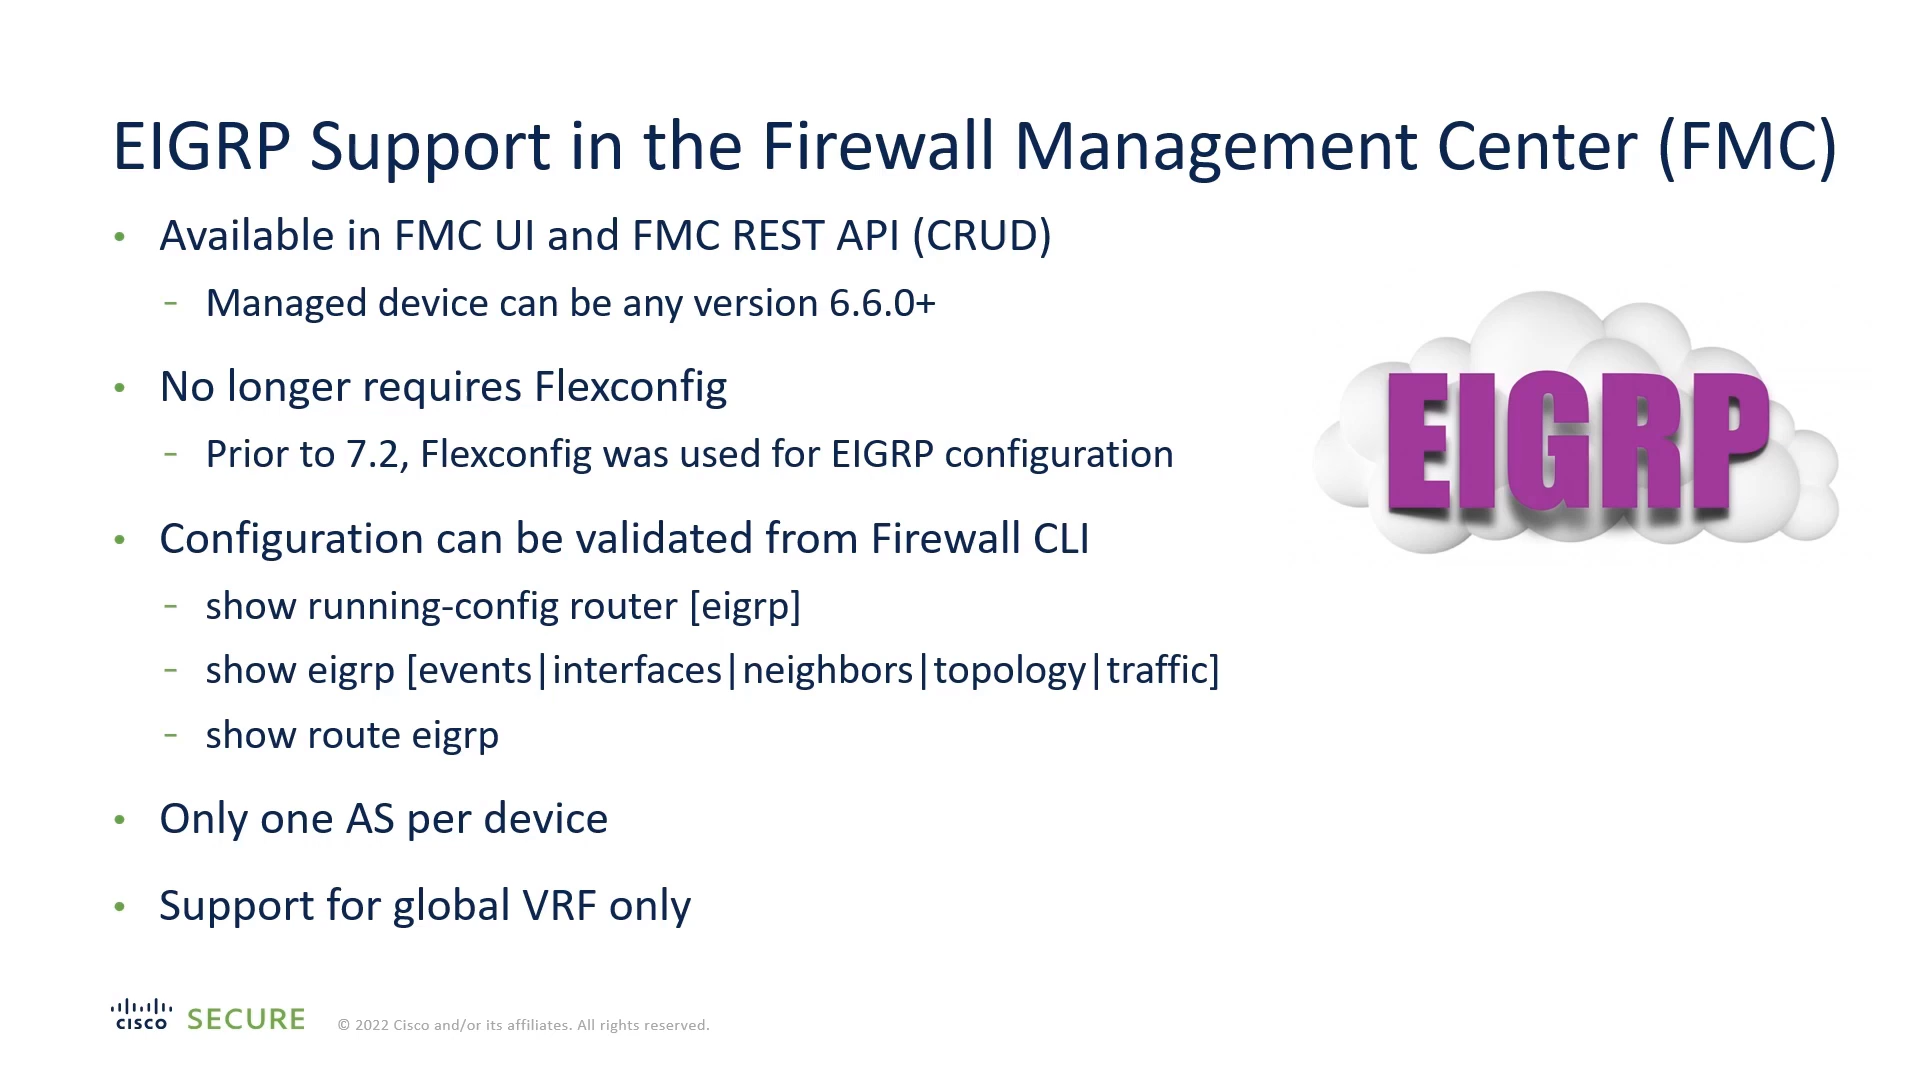 EIGRP Support in the Firewall Management Center (FMC)
• Available in FMC UI and FMC REST API (CRUD)
- Managed device can be any version 6.6.0+
• No longer requires Flexconfig
- Prior to 7.2, Flexconfig was used for EIGRP configuration
• Configuration can be validated from Firewall CLI
- show running-config router [eigrp]
- show eigrp [events|interfaces|neighbors|topology|traffic]
- show route eigrp
• Only one AS per device
• Support for global VRF only
EIGRP
CISCO SECURE © 2022 Cisco and/or its affiliates. All rights reserved.